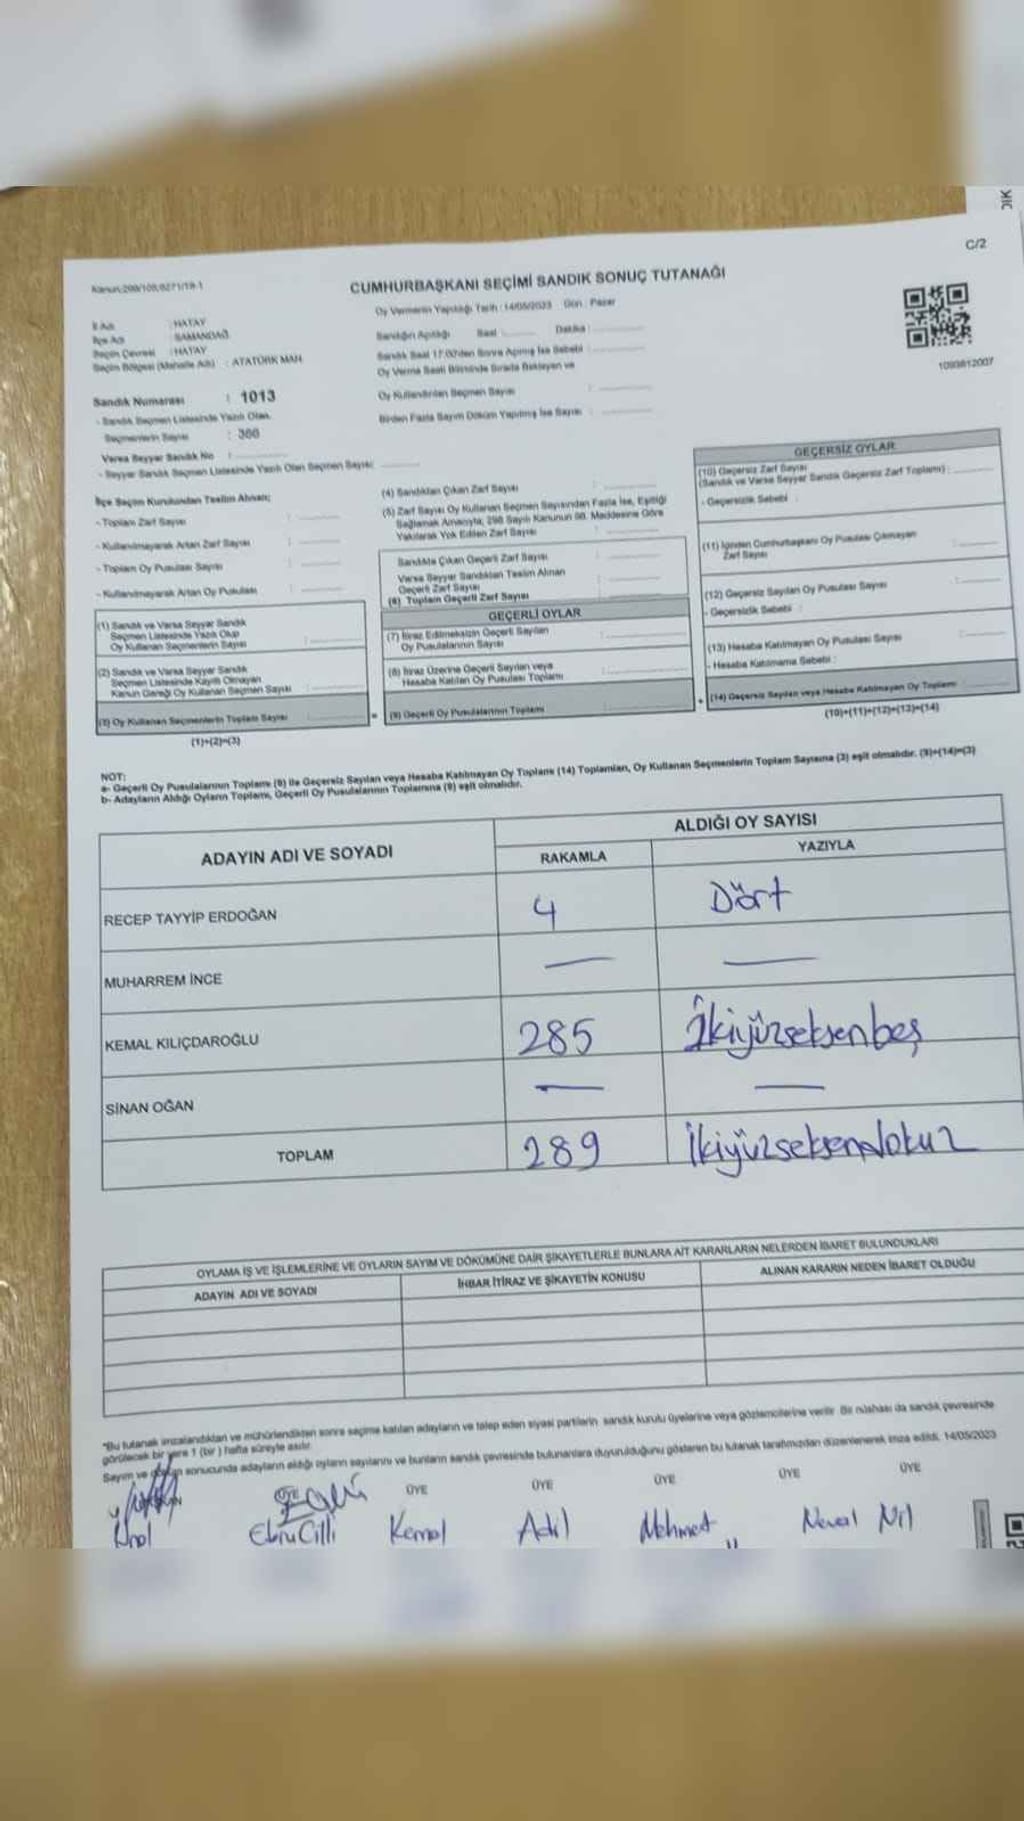 C/2
Kanun:298/105,6271/19-1
CUMHURBAŞKANI SEÇİMİ SANDIK SONUÇ TUTANAĞI
Oy Vermenin Yapıldığı Tarih : 14/05/2023 Gün : Pazar
İl Adı : HATAY
İlçe Adı : SAMANDAĞ
Seçim Çevresi : HATAY
Seçim Bölgesi (Mahalle Adı) : ATATÜRK MAH.
Sandığın Açıldığı Saat : Dakika :
Sandık Saat 17:00'den Sonra Açılmış İse Sebebi :
Oy Verme Saati Bitiminde Sırada Bekleyen ve
Oy Kullandırılan Seçmen Sayısı :
Birden Fazla Sayım Döküm Yapılmış İse Sayısı :
1093812007
Sandık Numarası : 1013
- Sandık Seçmen Listesinde Yazılı Olan
Seçmenlerin Sayısı :
Varsa Seyyar Sandık No :
- Seyyar Sandık Seçmen Listesinde Yazılı Olan Seçmen Sayısı:
İlçe Seçim Kurulundan Teslim Alınan;
- Toplam Zarf Sayısı :
- Kullanılmayarak Artan Zarf Sayısı :
- Toplam Oy Pusulası Sayısı :
- Kullanılmayarak Artan Oy Pusulası :
(1) Sandık ve Varsa Seyyar Sandık
Seçmen Listesinde Yazılı Olup
Oy Kullanan Seçmenlerin Sayısı :
(2) Sandık ve Varsa Seyyar Sandık
Seçmen Listesinde Kayıtlı Olmayan
Kanun Gereği Oy Kullanan Seçmen Sayısı :
(3) Oy Kullanan Seçmenlerin Toplam Sayısı :
(1)+(2)=(3)
(4) Sandıktan Çıkan Zarf Sayısı :
(5) Zarf Sayısı Oy Kullanan Seçmen Sayısından Fazla İse, Eşitliği
Sağlamak Amacıyla, 298 Sayılı Kanunun 98. Maddesine Göre
Yakılarak Yok Edilen Zarf Sayısı :
Sandıkta Çıkan Geçerli Zarf Sayısı :
Varsa Seyyar Sandıktan Teslim Alınan
Geçerli Zarf Sayısı :
(6) Toplam Geçerli Zarf Sayısı :
GEÇERLİ OYLAR
(7) İtiraz Edilmeksizin Geçerli Sayılan
Oy Pusulalarının Sayısı :
(8) İtiraz Üzerine Geçerli Sayılan veya
Hesaba Katılan Oy Pusulası Toplamı :
(9) Geçerli Oy Pusulalarının Toplamı :
GEÇERSİZ OYLAR
(10) Geçersiz Zarf Sayısı
(Sandık ve Varsa Seyyar Sandık Geçersiz Zarf Toplamı) :
- Geçersizlik Sebebi :
(11) İçinden Cumhurbaşkanı Oy Pusulası Çıkmayan
Zarf Sayısı :
(12) Geçersiz Sayılan Oy Pusulası Sayısı :
- Geçersizlik Sebebi :
(13) Hesaba Katılmayan Oy Pusulası Sayısı :
- Hesaba Katılmama Sebebi :
(14) Geçersiz Sayılan veya Hesaba Katılmayan Oy Toplamı :
(10)+(11)+(12)+(13)=(14)
NOT:
a- Geçerli Oy Pusulalarının Toplamı (9) ile Geçersiz Sayılan veya Hesaba Katılmayan Oy Toplamı (14) Toplamları, Oy Kullanan Seçmenlerin Toplam Sayısına (3) eşit olmalıdır. (9)+(14)=(3)
b- Adayların Aldığı Oyların Toplamı, Geçerli Oy Pusulalarının Toplamına (9) eşit olmalıdır.
ADAYIN ADI VE SOYADI
ALDIĞI OY SAYISI
RAKAMLA YAZIYLA
RECEP TAYYİP ERDOĞAN 4 Dört
MUHARREM İNCE — —
KEMAL KILIÇDAROĞLU 285 İkiyüzseksenbeş
SİNAN OĞAN — —
TOPLAM 289 İkiyüzseksendokuz
OYLAMA İŞ VE İŞLEMLERİNE VE OYLARIN SAYIM VE DÖKÜMÜNE DAİR ŞİKAYETLERLE BUNLARA AİT KARARLARIN NELERDEN İBARET BULUNDUKLARI
ADAYIN ADI VE SOYADI İHBAR İTİRAZ VE ŞİKAYETİN KONUSU ALINAN KARARIN NEDEN İBARET OLDUĞU
*Bu tutanak imzalandıktan ve mühürlendikten sonra seçime katılan adayların ve talep eden siyasi partilerin sandık kurulu üyelerine veya gözlemcilerine verilir. Bir nüshası da sandık çevresinde
görülecek bir yere 1 (bir) hafta süreyle asılır.
Sayım ve döküm sonucunda adayların aldığı oyların sayılarını ve bunların sandık çevresinde bulunanlara duyurulduğunu gösteren bu tutanak tarafımızdan düzenlenerek imza edildi. 14/05/2023
ÜYE ÜYE ÜYE ÜYE ÜYE ÜYE
Ebru Cilli Kemal Adil Mehmet Neval Nil